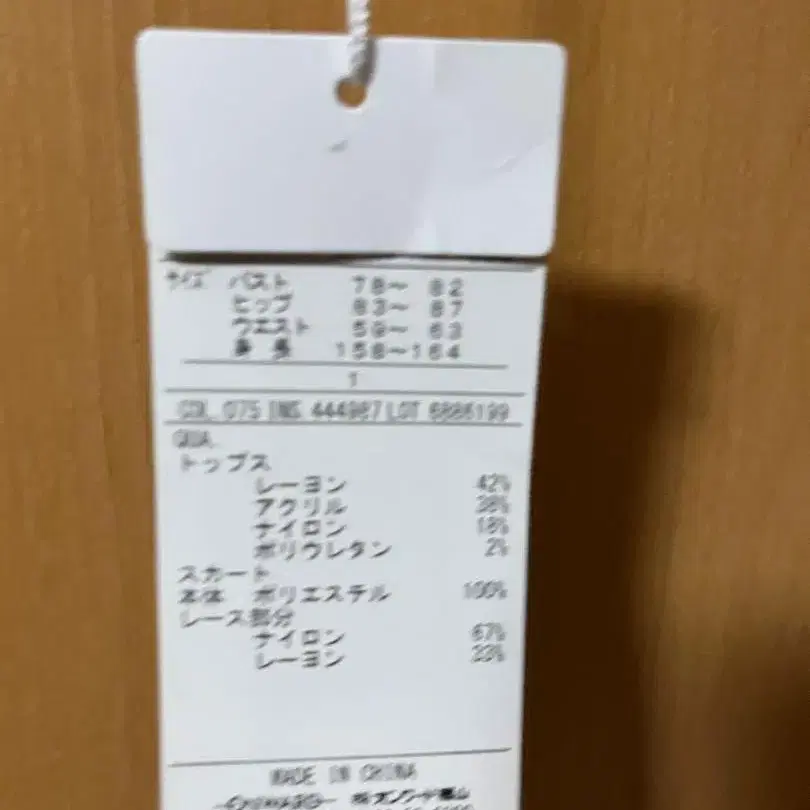 サイズ バスト 78～ 82
ヒップ 83～ 87
ウエスト 59～ 63
身 長 158～164
1
COL 075 ING 444987 LOT 6886199
QUA.
トップス
レーヨン 42%
アクリル 38%
ナイロン 18%
ポリウレタン 2%
スカート
本体 ポリエステル 100%
レース部分
ナイロン 67%
レーヨン 33%
MADE IN CHINA